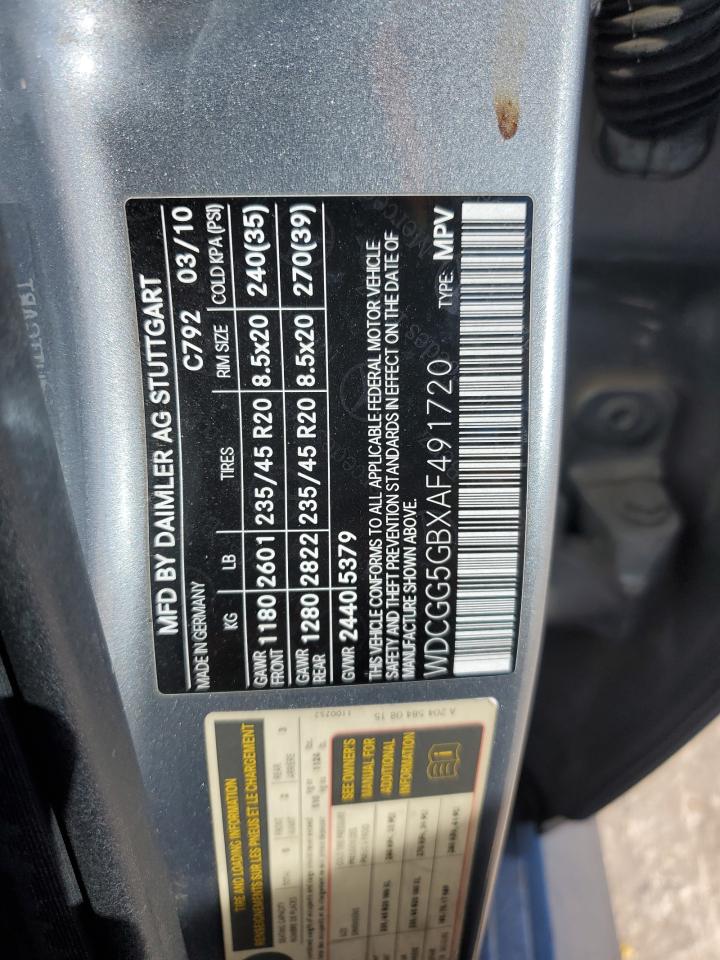 MFD BY DAIMLER AG STUTTGART
MADE IN GERMANY C792 03/10
KG LB TIRES RIM SIZE COLD KPA (PSI)
GAWR FRONT 1180 2601 235/45 R20 8.5x20 240(35)
GAWR REAR 1280 2822 235/45 R20 8.5x20 270(39)
GVWR 2440 5379
THIS VEHICLE CONFORMS TO ALL APPLICABLE FEDERAL MOTOR VEHICLE
SAFETY AND THEFT PREVENTION STANDARDS IN EFFECT ON THE DATE OF
MANUFACTURE SHOWN ABOVE.
WDCGG5GBXAF491720 TYPE: MPV
TIRE AND LOADING INFORMATION
RENSEIGNEMENTS SUR LES PNEUS ET LE CHARGEMENT
SEE OWNER'S
MANUAL FOR
ADDITIONAL
INFORMATION
A 204 584 08 15